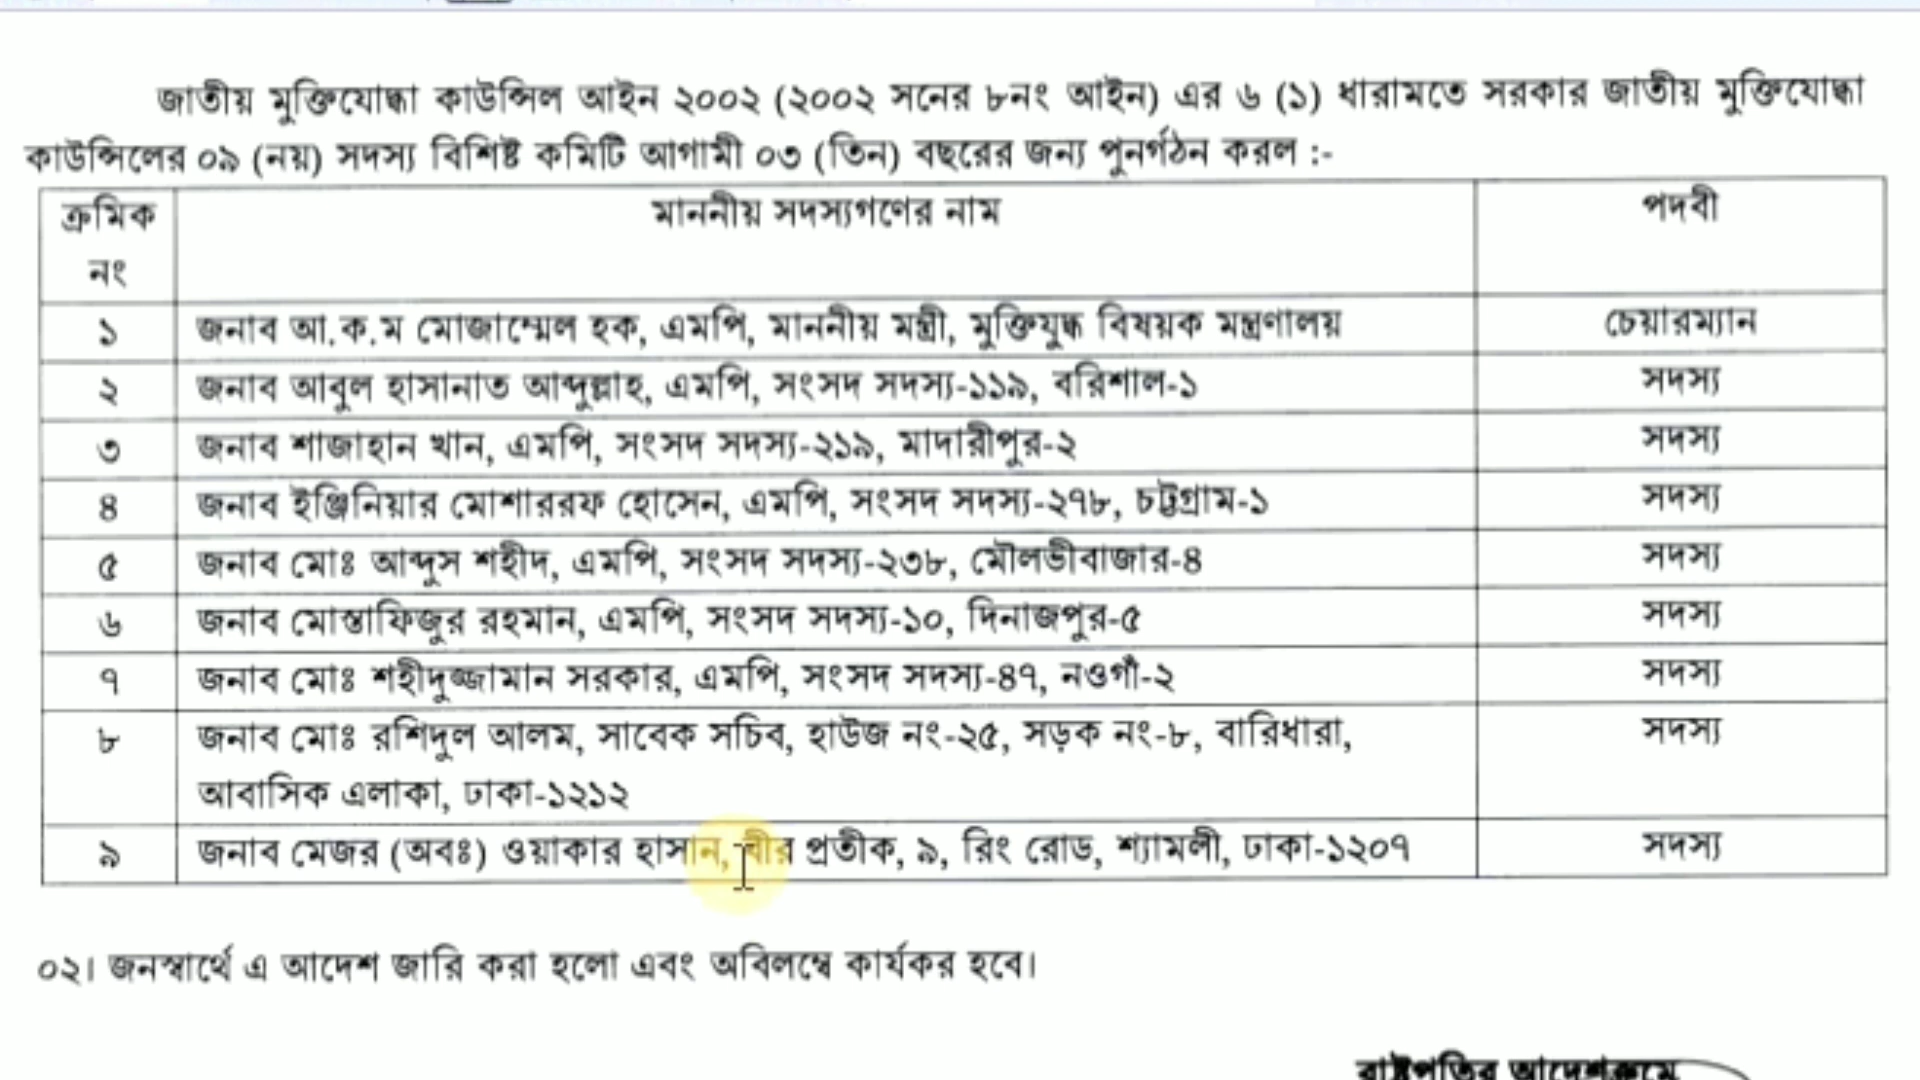 জাতীয় মুক্তিযোদ্ধা কাউন্সিল আইন ২০০২ (২০০২ সনের ৮নং আইন) এর ৬ (১) ধারামতে সরকার জাতীয় মুক্তিযোদ্ধা
কাউন্সিলের ০৯ (নয়) সদস্য বিশিষ্ট কমিটি আগামী ০৩ (তিন) বছরের জন্য পুনর্গঠন করল :-
ক্রমিক নং মাননীয় সদস্যগণের নাম পদবী
১ জনাব আ.ক.ম মোজাম্মেল হক, এমপি, মাননীয় মন্ত্রী, মুক্তিযুদ্ধ বিষয়ক মন্ত্রণালয় চেয়ারম্যান
২ জনাব আবুল হাসানাত আব্দুল্লাহ, এমপি, সংসদ সদস্য-১১৯, বরিশাল-১ সদস্য
৩ জনাব শাজাহান খান, এমপি, সংসদ সদস্য-২১৯, মাদারীপুর-২ সদস্য
৪ জনাব ইঞ্জিনিয়ার মোশাররফ হোসেন, এমপি, সংসদ সদস্য-২৭৮, চট্টগ্রাম-১ সদস্য
৫ জনাব মোঃ আব্দুস শহীদ, এমপি, সংসদ সদস্য-২৩৮, মৌলভীবাজার-৪ সদস্য
৬ জনাব মোস্তাফিজুর রহমান, এমপি, সংসদ সদস্য-১০, দিনাজপুর-৫ সদস্য
৭ জনাব মোঃ শহীদুজ্জামান সরকার, এমপি, সংসদ সদস্য-৪৭, নওগাঁ-২ সদস্য
৮ জনাব মোঃ রশিদুল আলম, সাবেক সচিব, হাউজ নং-২৫, সড়ক নং-৮, বারিধারা, সদস্য
আবাসিক এলাকা, ঢাকা-১২১২
৯ জনাব মেজর (অবঃ) ওয়াকার হাসান, বীর প্রতীক, ৯, রিং রোড, শ্যামলী, ঢাকা-১২০৭ সদস্য
০২। জনস্বার্থে এ আদেশ জারি করা হলো এবং অবিলম্বে কার্যকর হবে।
রাষ্ট্রপতির আদেশক্রমে